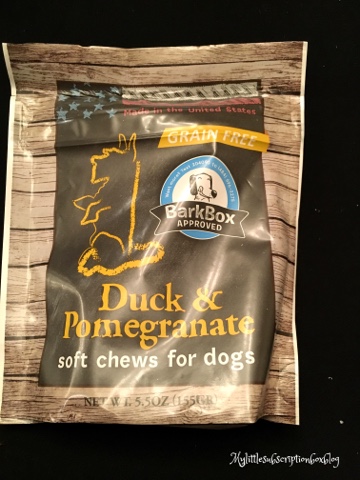 Made in the United States
GRAIN FREE
BarkBox
APPROVED
Duck &
Pomegranate
soft chews for dogs
NET WT. 5.5OZ (155GR)
Mylittlesubscriptionboxblog